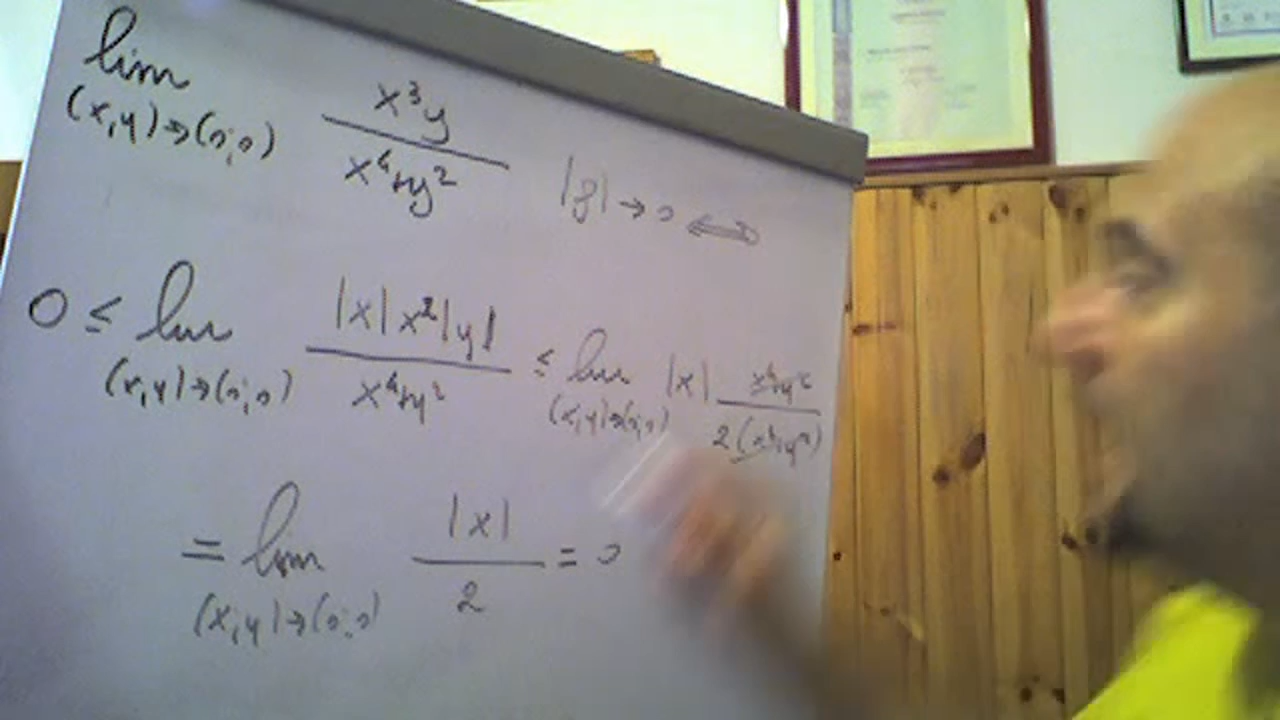 lim x³y
(x,y)→(0;0) x⁴+y² |y|→0 ⟺
0 ≤ lim |x|x²|y| ≤ lim |x| x⁴+y²
(x,y)→(0;0) x⁴+y² (x,y)→(0;0) 2(x⁴+y²)
= lim |x| = 0
(x,y)→(0;0) 2